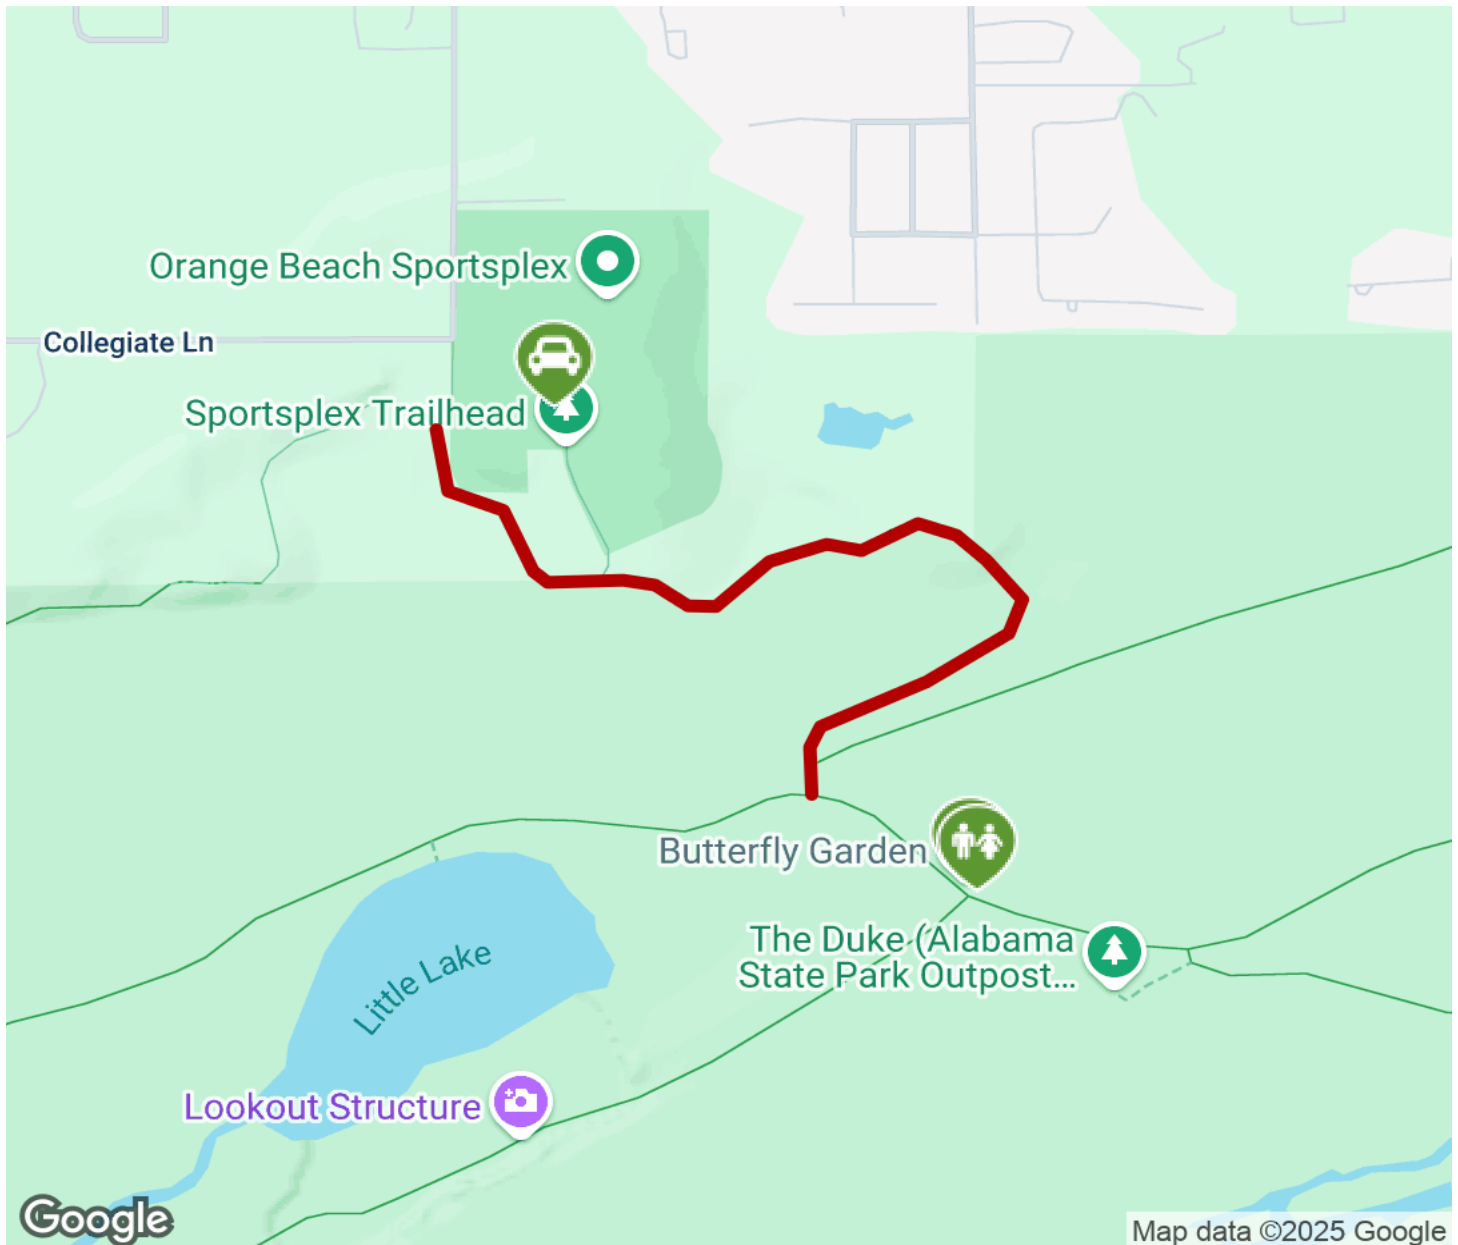 Orange Beach Sportsplex
Collegiate Ln
Sportsplex Trailhead
Butterfly Garden
The Duke (Alabama
State Park Outpost...
Little Lake
Lookout Structure
Google
Map data ©2025 Google